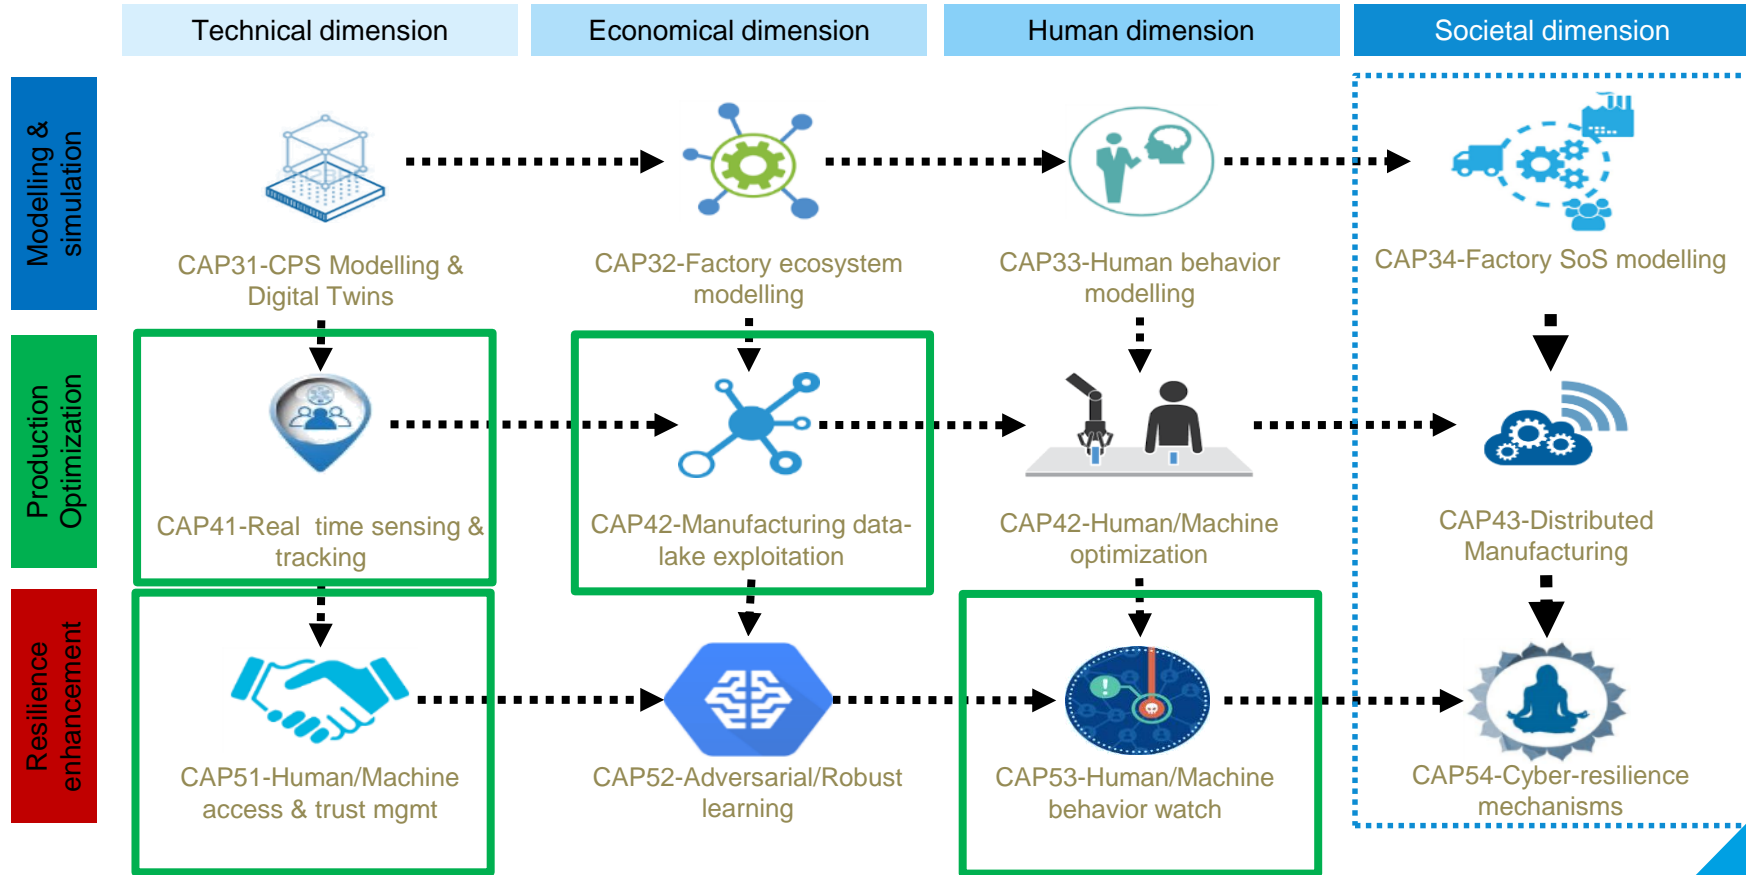 Technical dimension
Economical dimension
Human dimension
Societal dimension
Modelling &
simulation
CAP31-CPS Modelling &
Digital Twins
CAP32-Factory ecosystem
modelling
CAP33-Human behavior
modelling
CAP34-Factory SoS modelling
Production
Optimization
CAP41-Real time sensing &
tracking
CAP42-Manufacturing data-
lake exploitation
CAP42-Human/Machine
optimization
CAP43-Distributed
Manufacturing
Resilience
enhancement
CAP51-Human/Machine
access & trust mgmt
CAP52-Adversarial/Robust
learning
CAP53-Human/Machine
behavior watch
CAP54-Cyber-resilience
mechanisms